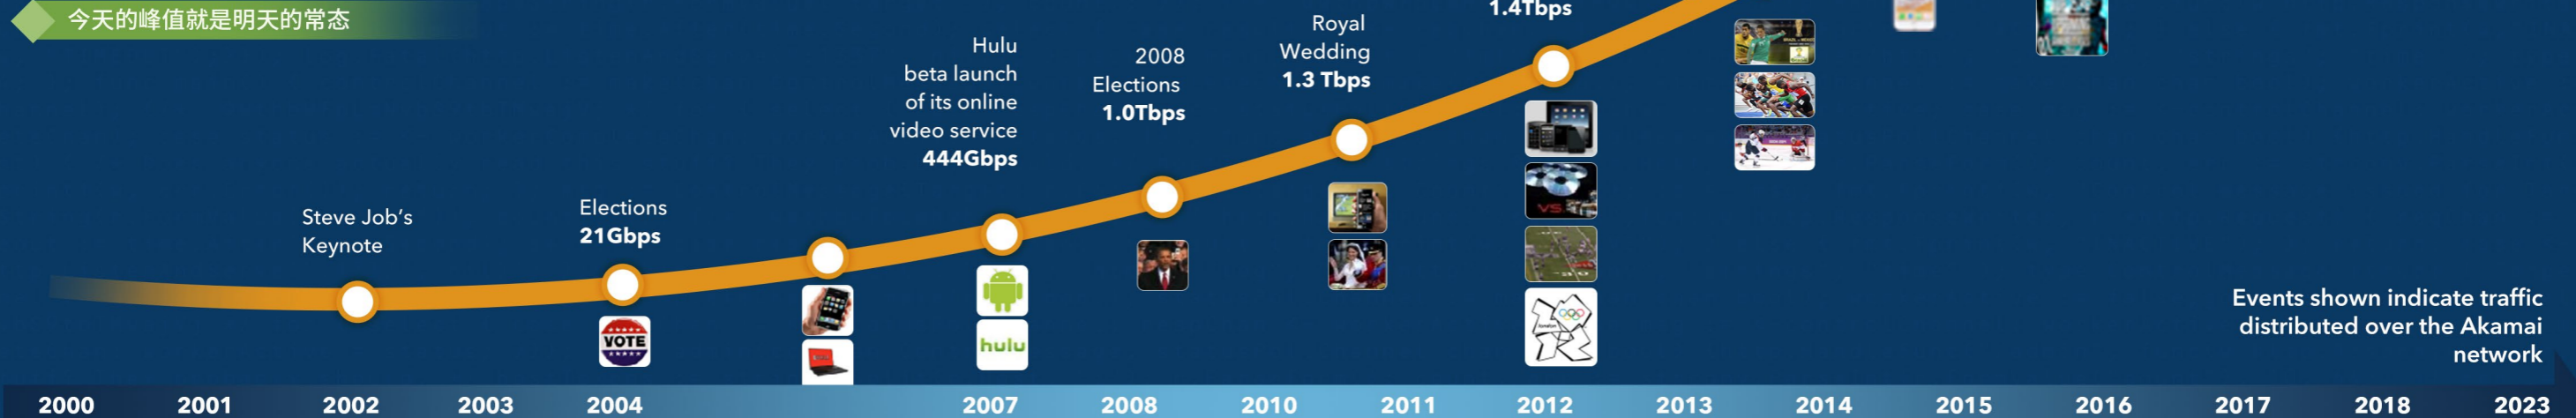 今天的峰值就是明天的常态
Steve Job's
Keynote
Elections
21Gbps
VOTE
Hulu
beta launch
of its online
video service
444Gbps
hulu
2008
Elections
1.0Tbps
Royal
Wedding
1.3 Tbps
1.4Tbps
VS
Events shown indicate traffic
distributed over the Akamai
network
2000 2001 2002 2003 2004 2007 2008 2010 2011 2012 2013 2014 2015 2016 2017 2018 2023